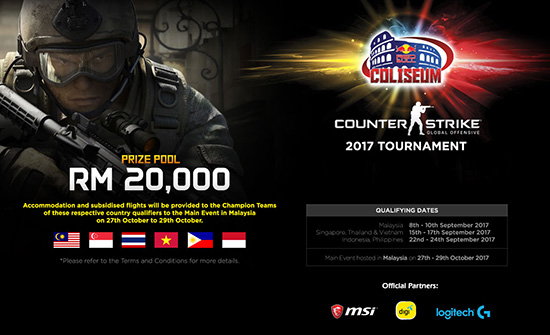 PRIZE POOL
RM 20,000
Accommodation and subsidised flights will be provided to the Champion Teams
of these respective country qualifiers to the Main Event in Malaysia
on 27th October to 29th October.
*Please refer to the Terms and Conditions for more details.
Red Bull
COLISEUM
COUNTER STRIKE
GLOBAL OFFENSIVE
2017 TOURNAMENT
QUALIFYING DATES
Malaysia 8th - 10th September 2017
Singapore, Thailand & Vietnam 15th - 17th September 2017
Indonesia, Philippines 22nd - 24th September 2017
Main Event hosted in Malaysia on 27th - 29th October 2017
Official Partners:
msi digi logitech G